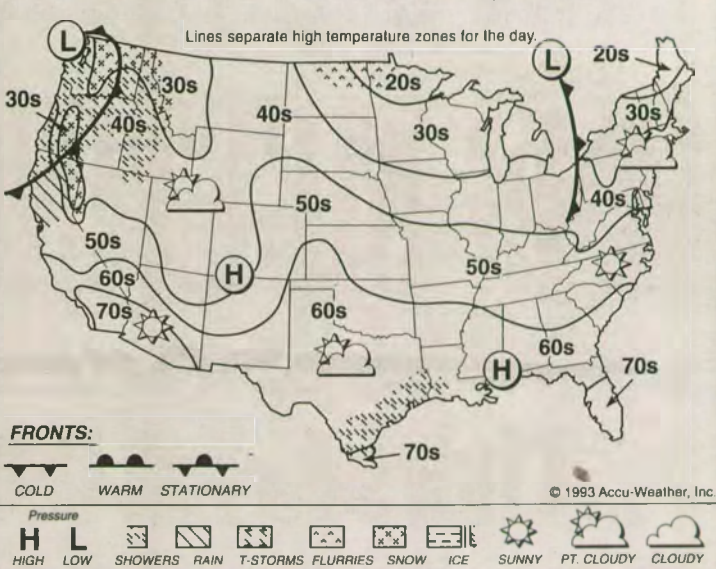 Lines separate high temperature zones for the day.
L
L
20s
30s
20s
30s
40s
40s
30s
30s
40s
50s
50s
50s
H
60s
70s
60s
60s
H
70s
70s
FRONTS:
COLD WARM STATIONARY
© 1993 Accu-Weather, Inc.
Pressure
H L
HIGH LOW SHOWERS RAIN T-STORMS FLURRIES SNOW ICE SUNNY PT. CLOUDY CLOUDY